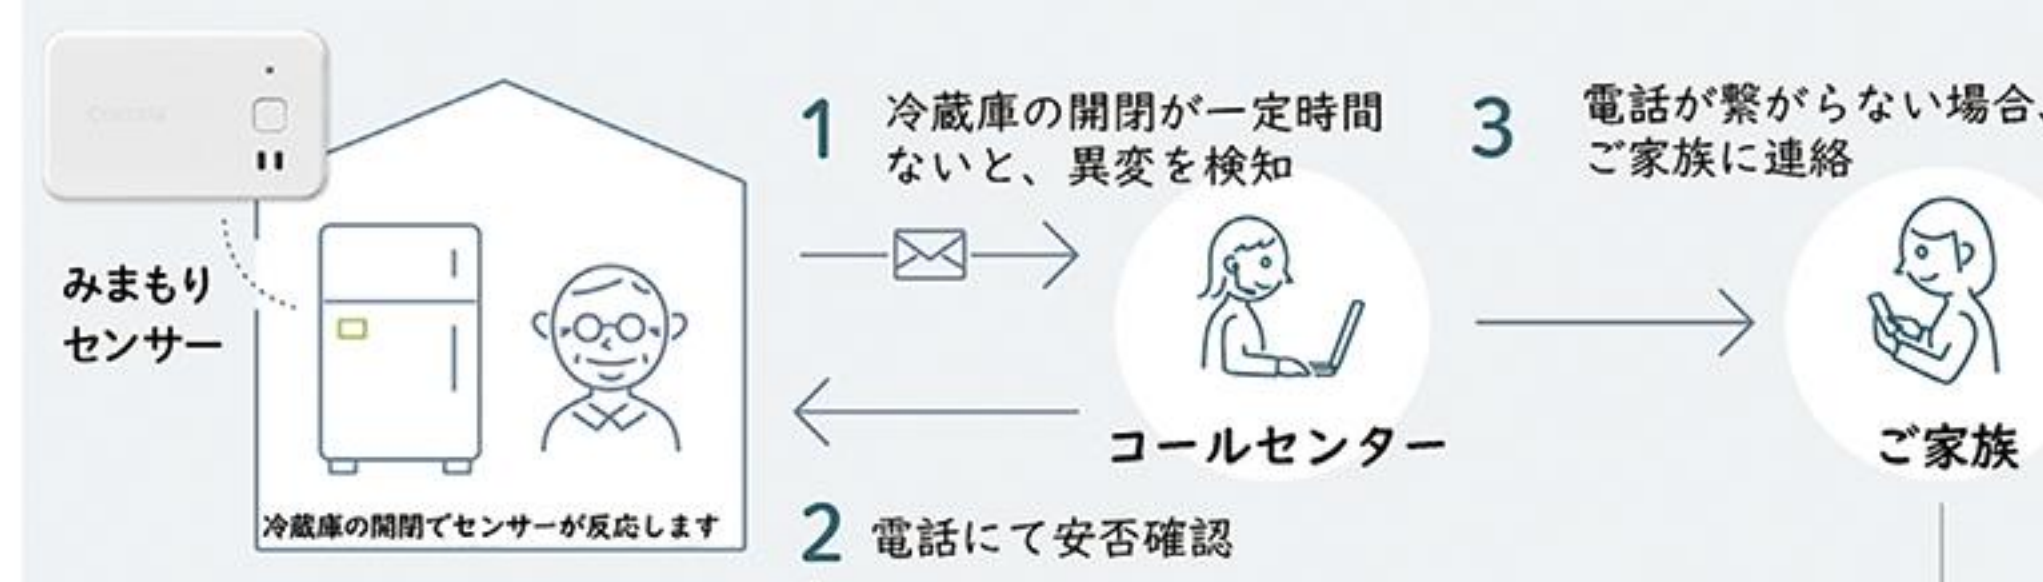 みまもり
センサー
冷蔵庫の開閉でセンサーが反応します
1
冷蔵庫の開閉が一定時間
ないと、異変を検知
コールセンター
2
電話にて安否確認
3
電話が繋がらない場合、
ご家族に連絡
ご家族